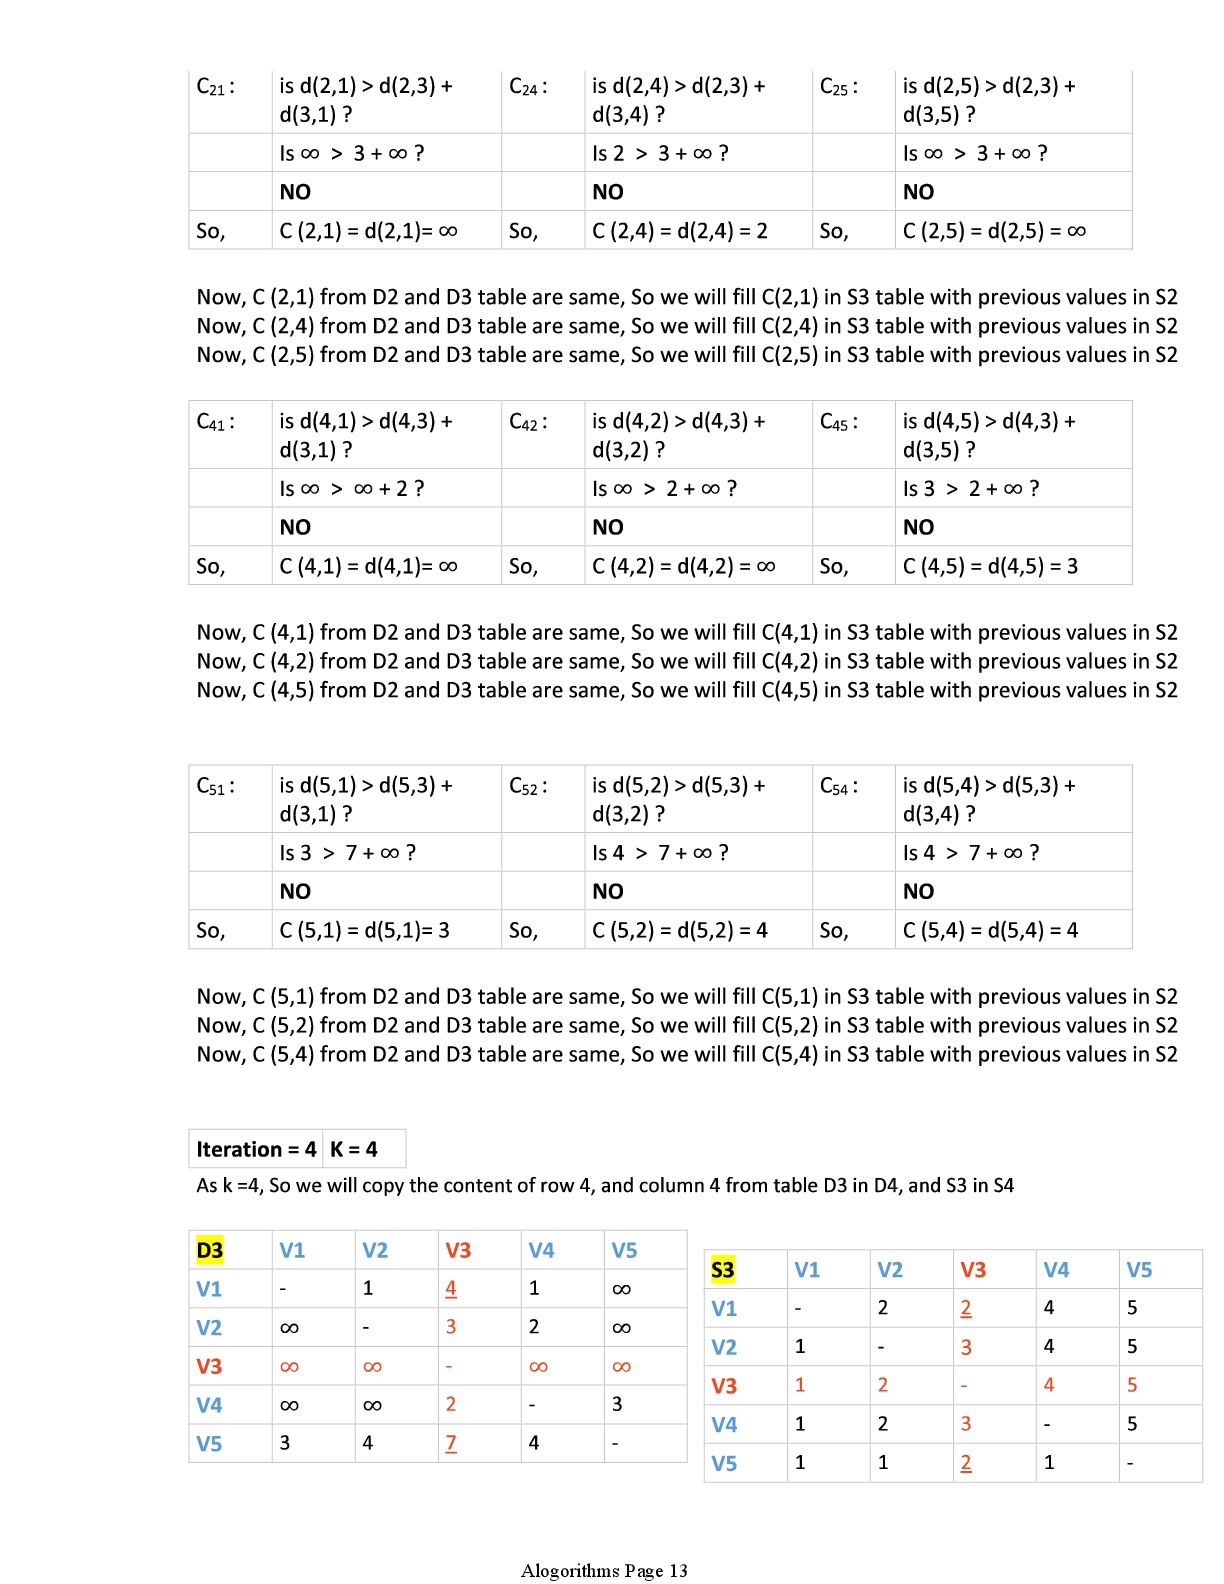 C21 : is d(2,1) > d(2,3) + d(3,1) ? C24 : is d(2,4) > d(2,3) + d(3,4) ? C25 : is d(2,5) > d(2,3) + d(3,5) ?
Is ∞ > 3 + ∞ ? Is 2 > 3 + ∞ ? Is ∞ > 3 + ∞ ?
NO NO NO
So, C (2,1) = d(2,1)= ∞ So, C (2,4) = d(2,4) = 2 So, C (2,5) = d(2,5) = ∞
Now, C (2,1) from D2 and D3 table are same, So we will fill C(2,1) in S3 table with previous values in S2
Now, C (2,4) from D2 and D3 table are same, So we will fill C(2,4) in S3 table with previous values in S2
Now, C (2,5) from D2 and D3 table are same, So we will fill C(2,5) in S3 table with previous values in S2
C41 : is d(4,1) > d(4,3) + d(3,1) ? C42 : is d(4,2) > d(4,3) + d(3,2) ? C45 : is d(4,5) > d(4,3) + d(3,5) ?
Is ∞ > ∞ + 2 ? Is ∞ > 2 + ∞ ? Is 3 > 2 + ∞ ?
NO NO NO
So, C (4,1) = d(4,1)= ∞ So, C (4,2) = d(4,2) = ∞ So, C (4,5) = d(4,5) = 3
Now, C (4,1) from D2 and D3 table are same, So we will fill C(4,1) in S3 table with previous values in S2
Now, C (4,2) from D2 and D3 table are same, So we will fill C(4,2) in S3 table with previous values in S2
Now, C (4,5) from D2 and D3 table are same, So we will fill C(4,5) in S3 table with previous values in S2
C51 : is d(5,1) > d(5,3) + d(3,1) ? C52 : is d(5,2) > d(5,3) + d(3,2) ? C54 : is d(5,4) > d(5,3) + d(3,4) ?
Is 3 > 7 + ∞ ? Is 4 > 7 + ∞ ? Is 4 > 7 + ∞ ?
NO NO NO
So, C (5,1) = d(5,1)= 3 So, C (5,2) = d(5,2) = 4 So, C (5,4) = d(5,4) = 4
Now, C (5,1) from D2 and D3 table are same, So we will fill C(5,1) in S3 table with previous values in S2
Now, C (5,2) from D2 and D3 table are same, So we will fill C(5,2) in S3 table with previous values in S2
Now, C (5,4) from D2 and D3 table are same, So we will fill C(5,4) in S3 table with previous values in S2
Iteration = 4 K = 4
As k =4, So we will copy the content of row 4, and column 4 from table D3 in D4, and S3 in S4
D3 V1 V2 V3 V4 V5
V1 - 1 4 1 ∞
V2 ∞ - 3 2 ∞
V3 ∞ ∞ - ∞ ∞
V4 ∞ ∞ 2 - 3
V5 3 4 7 4 -
S3 V1 V2 V3 V4 V5
V1 - 2 2 4 5
V2 1 - 3 4 5
V3 1 2 - 4 5
V4 1 2 3 - 5
V5 1 1 2 1 -
Alogorithms Page 13